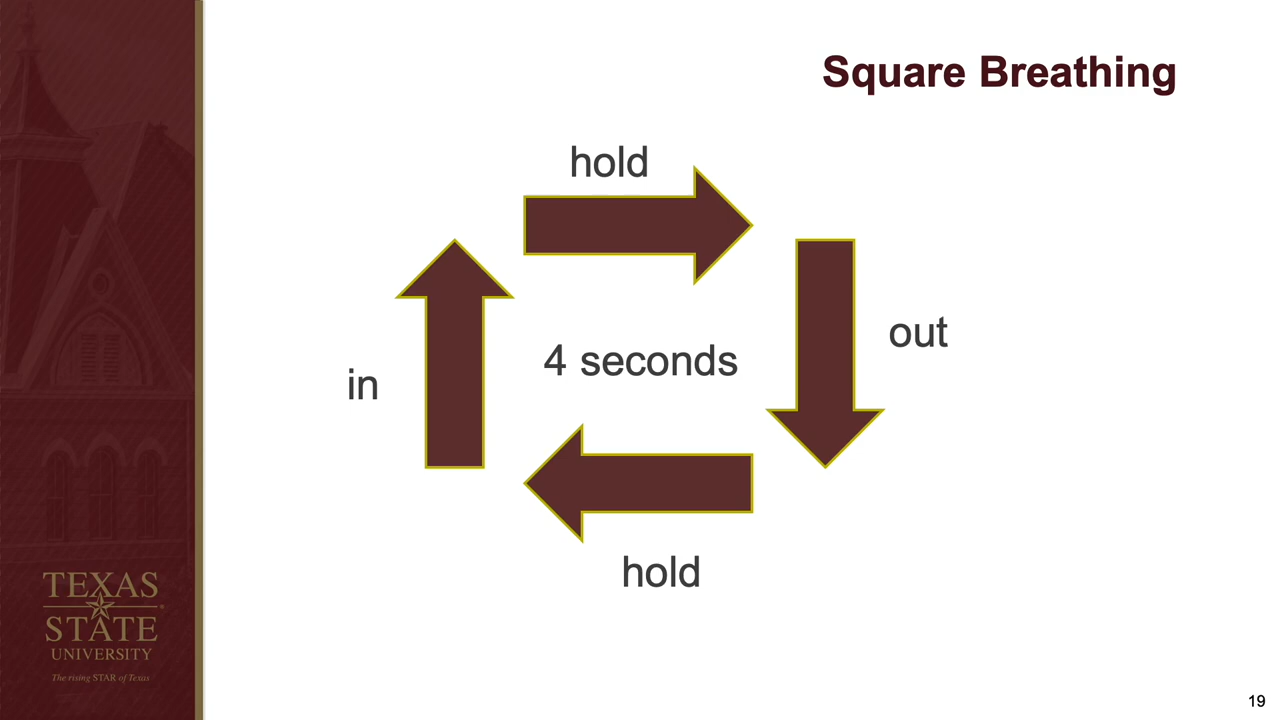 Square Breathing
hold
out
4 seconds
in
hold
TEXAS
STATE
UNIVERSITY
The rising STAR of Texas
19